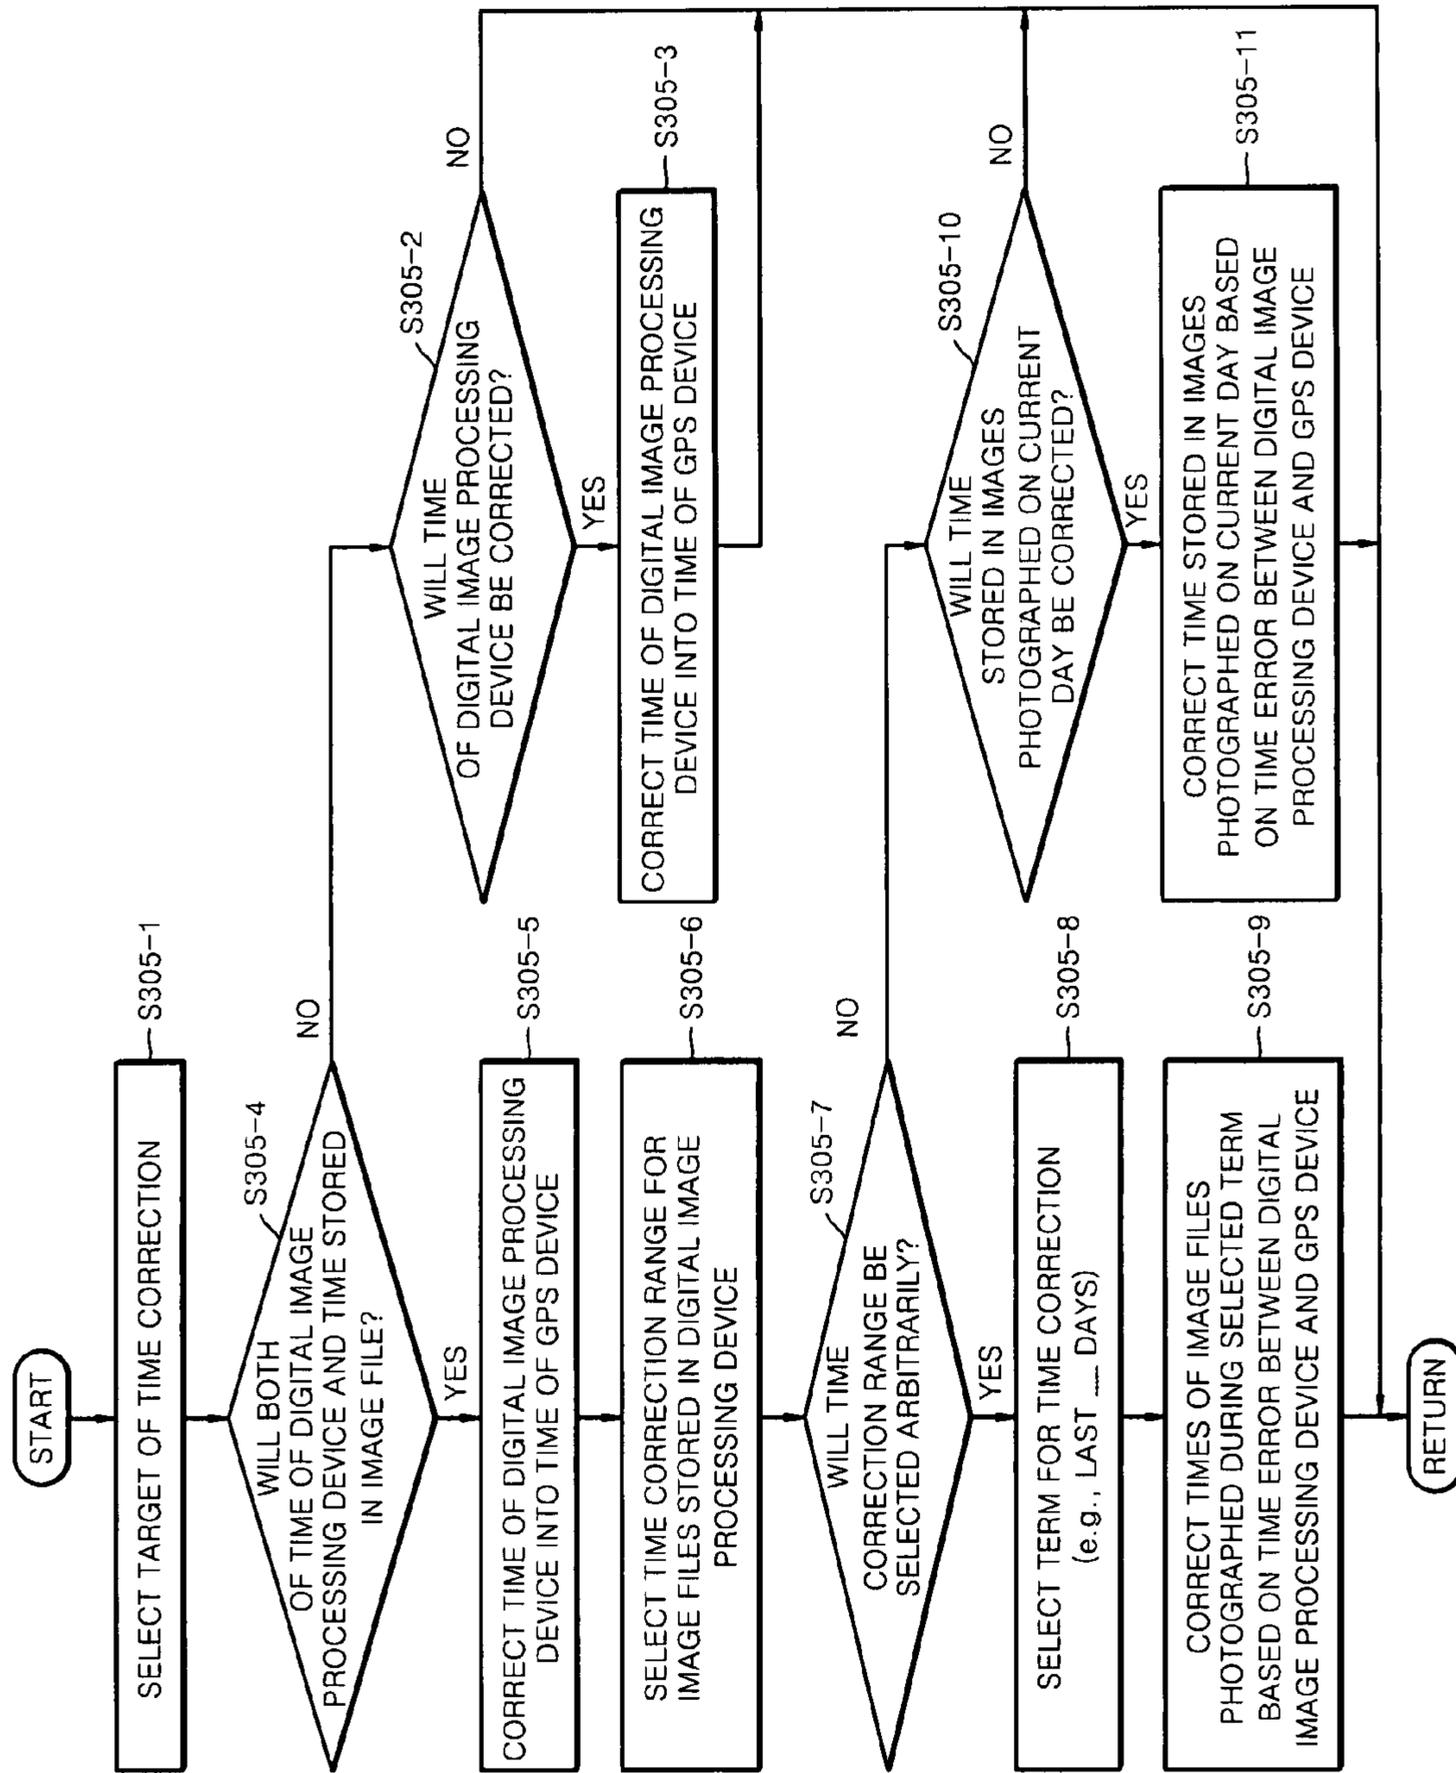 START
SELECT TARGET OF TIME CORRECTION
S305-1
WILL BOTH
OF TIME OF DIGITAL IMAGE
PROCESSING DEVICE AND TIME STORED
IN IMAGE FILE?
S305-4
NO
YES
WILL TIME
OF DIGITAL IMAGE PROCESSING
DEVICE BE CORRECTED?
S305-2
NO
YES
CORRECT TIME OF DIGITAL IMAGE PROCESSING
DEVICE INTO TIME OF GPS DEVICE
S305-3
CORRECT TIME OF DIGITAL IMAGE PROCESSING
DEVICE INTO TIME OF GPS DEVICE
S305-5
SELECT TIME CORRECTION RANGE FOR
IMAGE FILES STORED IN DIGITAL IMAGE
PROCESSING DEVICE
S305-6
WILL TIME
CORRECTION RANGE BE
SELECTED ARBITRARILY?
S305-7
NO
YES
WILL TIME
STORED IN IMAGES
PHOTOGRAPHED ON CURRENT
DAY BE CORRECTED?
S305-10
NO
YES
SELECT TERM FOR TIME CORRECTION
(e.g., LAST __ DAYS)
S305-8
CORRECT TIMES OF IMAGE FILES
PHOTOGRAPHED DURING SELECTED TERM
BASED ON TIME ERROR BETWEEN DIGITAL
IMAGE PROCESSING DEVICE AND GPS DEVICE
S305-9
CORRECT TIME STORED IN IMAGES
PHOTOGRAPHED ON CURRENT DAY BASED
ON TIME ERROR BETWEEN DIGITAL IMAGE
PROCESSING DEVICE AND GPS DEVICE
S305-11
RETURN